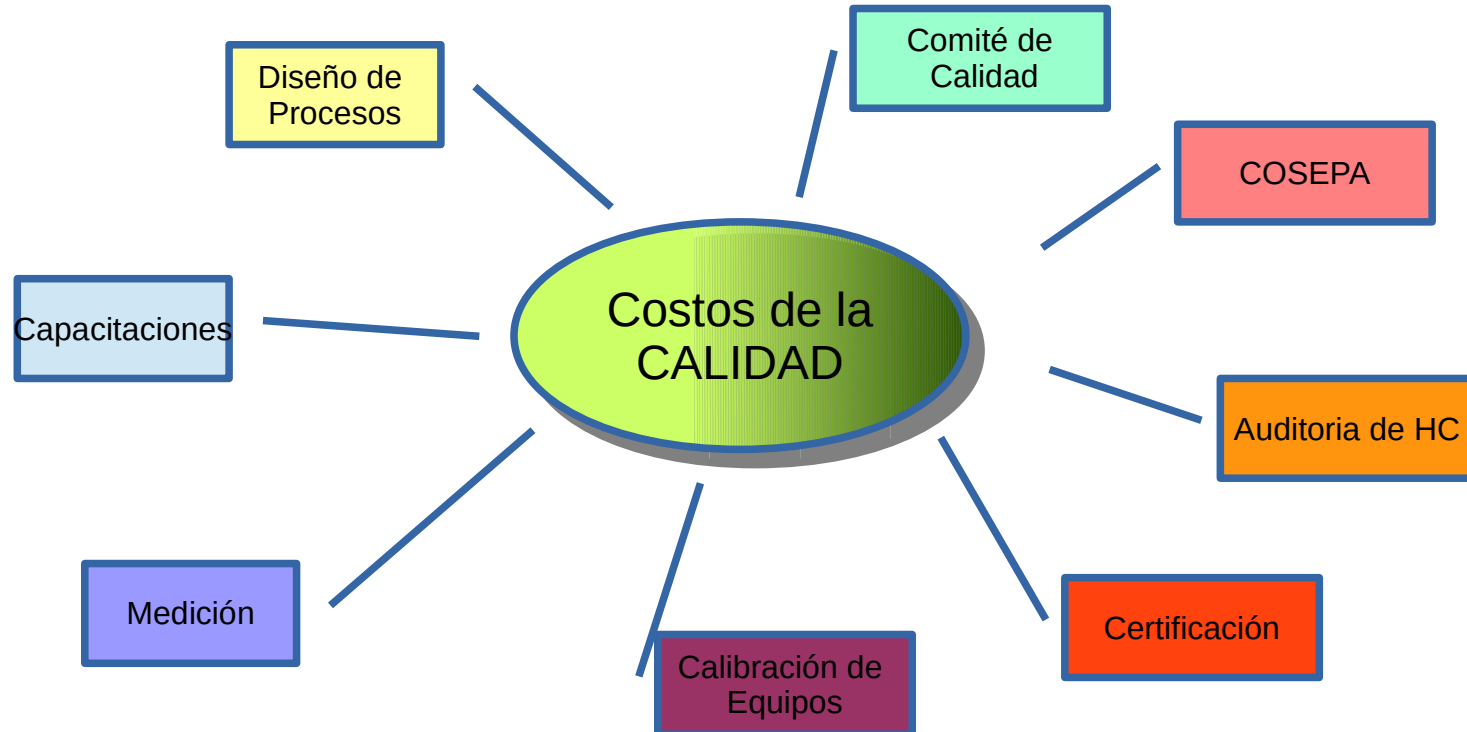 Comité de
Calidad
Diseño de
Procesos
COSEPA
Costos de la
CALIDAD
Capacitaciones
Auditoria de HC
Medición
Certificación
Calibración de
Equipos